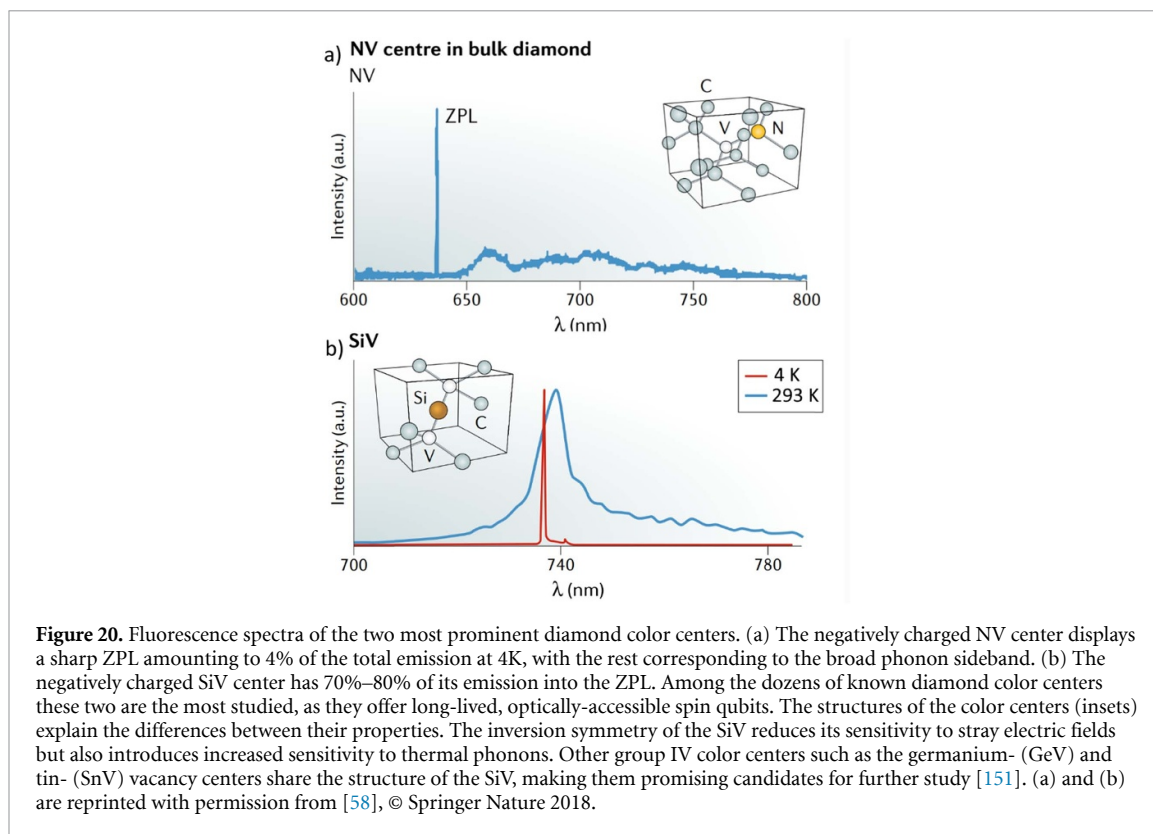 a) NV centre in bulk diamond
NV
ZPL
C
V
N
Intensity (a.u.)
600 650 700 750 800
λ (nm)
b) SiV
Si
C
V
4 K
293 K
Intensity (a.u.)
700 740 780
λ (nm)
Figure 20. Fluorescence spectra of the two most prominent diamond color centers. (a) The negatively charged NV center displays
a sharp ZPL amounting to 4% of the total emission at 4K, with the rest corresponding to the broad phonon sideband. (b) The
negatively charged SiV center has 70%–80% of its emission into the ZPL. Among the dozens of known diamond color centers
these two are the most studied, as they offer long-lived, optically-accessible spin qubits. The structures of the color centers (insets)
explain the differences between their properties. The inversion symmetry of the SiV reduces its sensitivity to stray electric fields
but also introduces increased sensitivity to thermal phonons. Other group IV color centers such as the germanium- (GeV) and
tin- (SnV) vacancy centers share the structure of the SiV, making them promising candidates for further study [151]. (a) and (b)
are reprinted with permission from [58], © Springer Nature 2018.